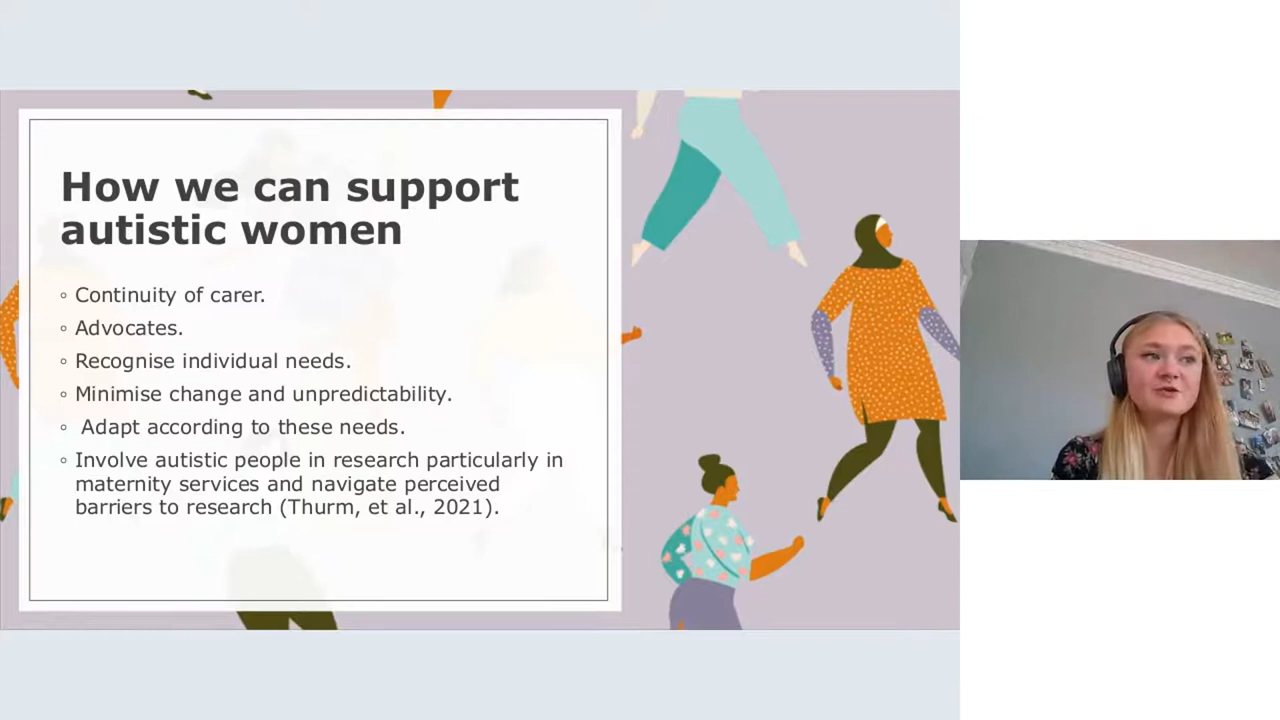 How we can support
autistic women
◦ Continuity of carer.
◦ Advocates.
◦ Recognise individual needs.
◦ Minimise change and unpredictability.
◦ Adapt according to these needs.
◦ Involve autistic people in research particularly in
maternity services and navigate perceived
barriers to research (Thurm, et al., 2021).